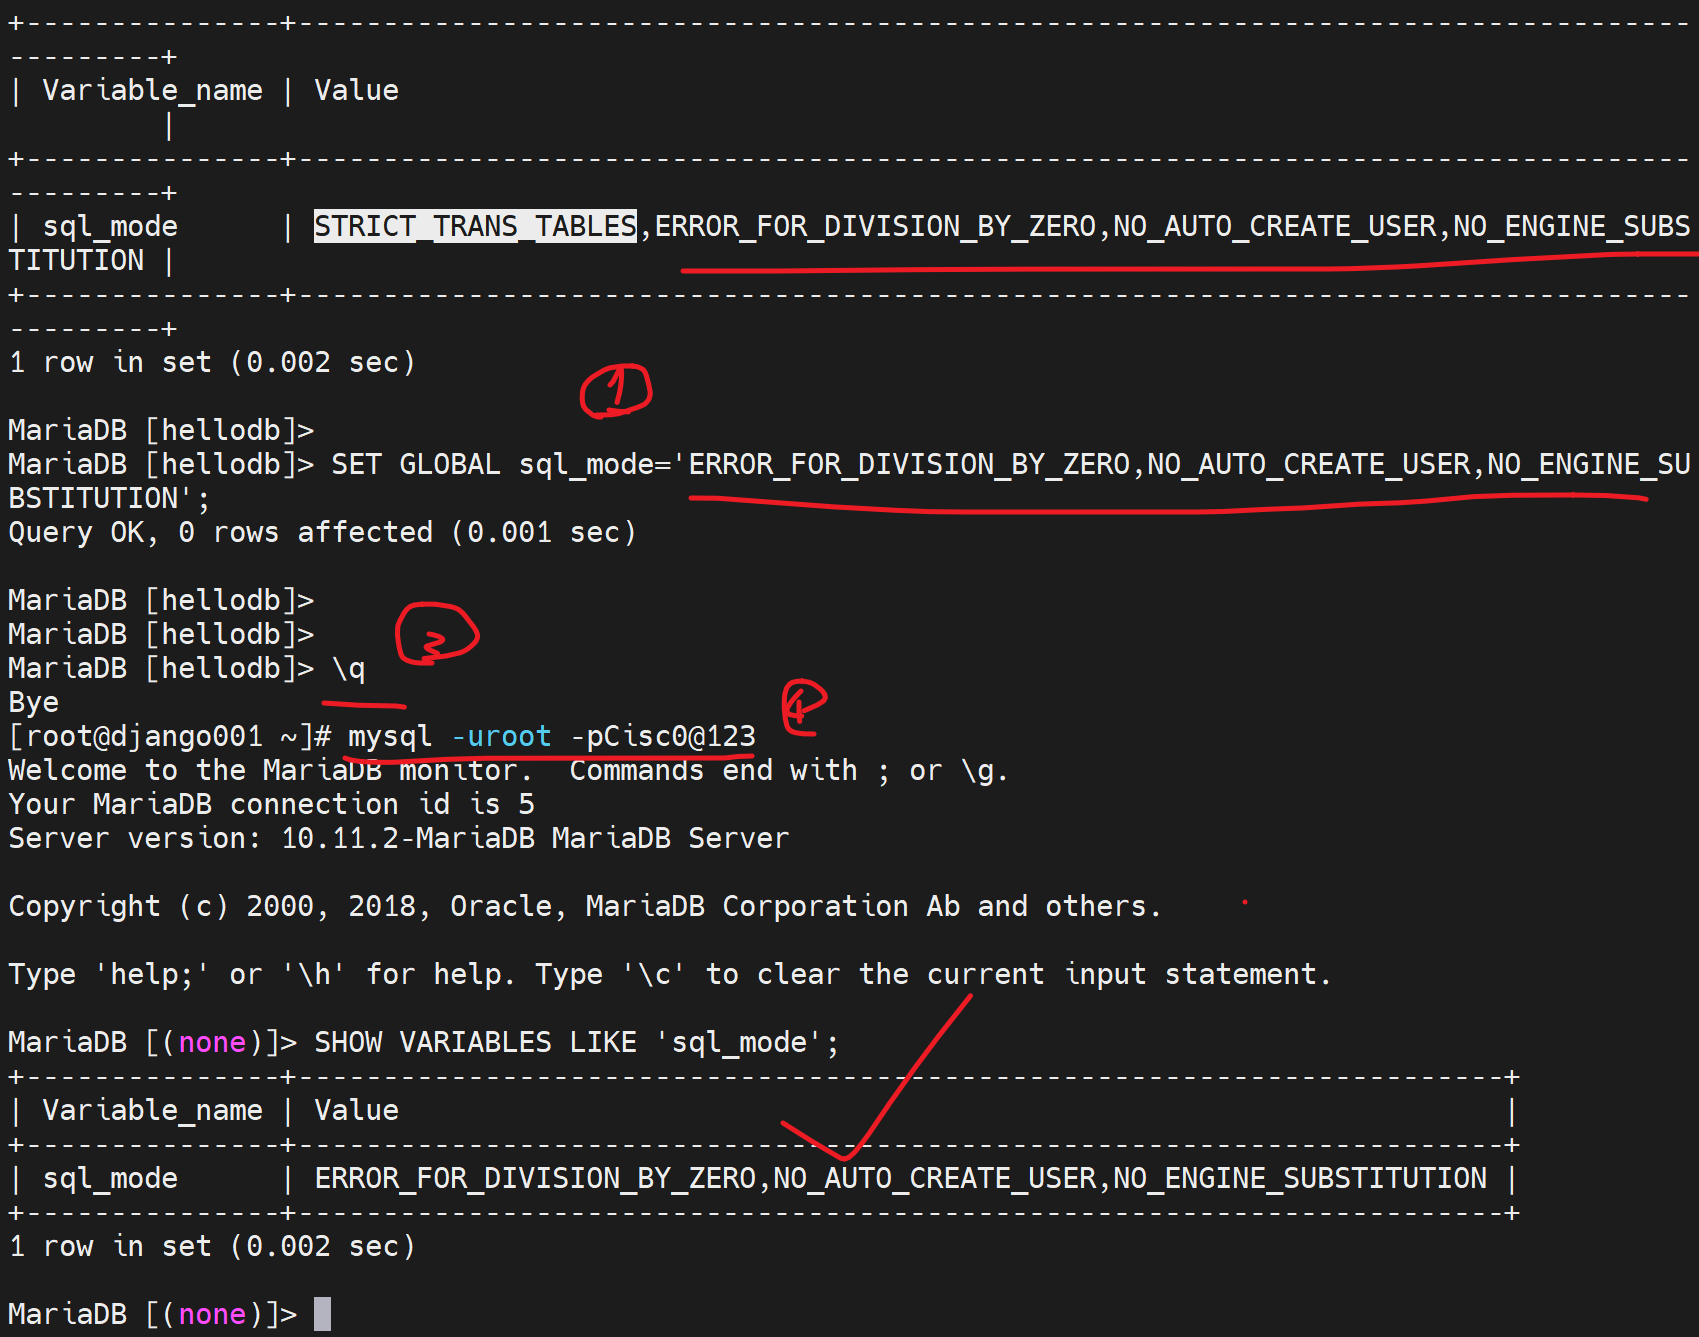 +---------------+----------------------------------------------------------------------------------
---------+
| Variable_name | Value
         |
+---------------+----------------------------------------------------------------------------------
---------+
| sql_mode      | STRICT_TRANS_TABLES,ERROR_FOR_DIVISION_BY_ZERO,NO_AUTO_CREATE_USER,NO_ENGINE_SUBS
TITUTION |
+---------------+----------------------------------------------------------------------------------
---------+
1 row in set (0.002 sec)
1
MariaDB [hellodb]>
MariaDB [hellodb]> SET GLOBAL sql_mode='ERROR_FOR_DIVISION_BY_ZERO,NO_AUTO_CREATE_USER,NO_ENGINE_SU
BSTITUTION';
Query OK, 0 rows affected (0.001 sec)
MariaDB [hellodb]>
MariaDB [hellodb]>
MariaDB [hellodb]> \q
Bye
[root@django001 ~]# mysql -uroot -pCisc0@123
Welcome to the MariaDB monitor.  Commands end with ; or \g.
Your MariaDB connection id is 5
Server version: 10.11.2-MariaDB MariaDB Server
Copyright (c) 2000, 2018, Oracle, MariaDB Corporation Ab and others.
Type 'help;' or '\h' for help. Type '\c' to clear the current input statement.
MariaDB [(none)]> SHOW VARIABLES LIKE 'sql_mode';
+---------------+-----------------------------------------------------------------------+
| Variable_name | Value                                                                 |
+---------------+-----------------------------------------------------------------------+
| sql_mode      | ERROR_FOR_DIVISION_BY_ZERO,NO_AUTO_CREATE_USER,NO_ENGINE_SUBSTITUTION |
+---------------+-----------------------------------------------------------------------+
1 row in set (0.002 sec)
MariaDB [(none)]>